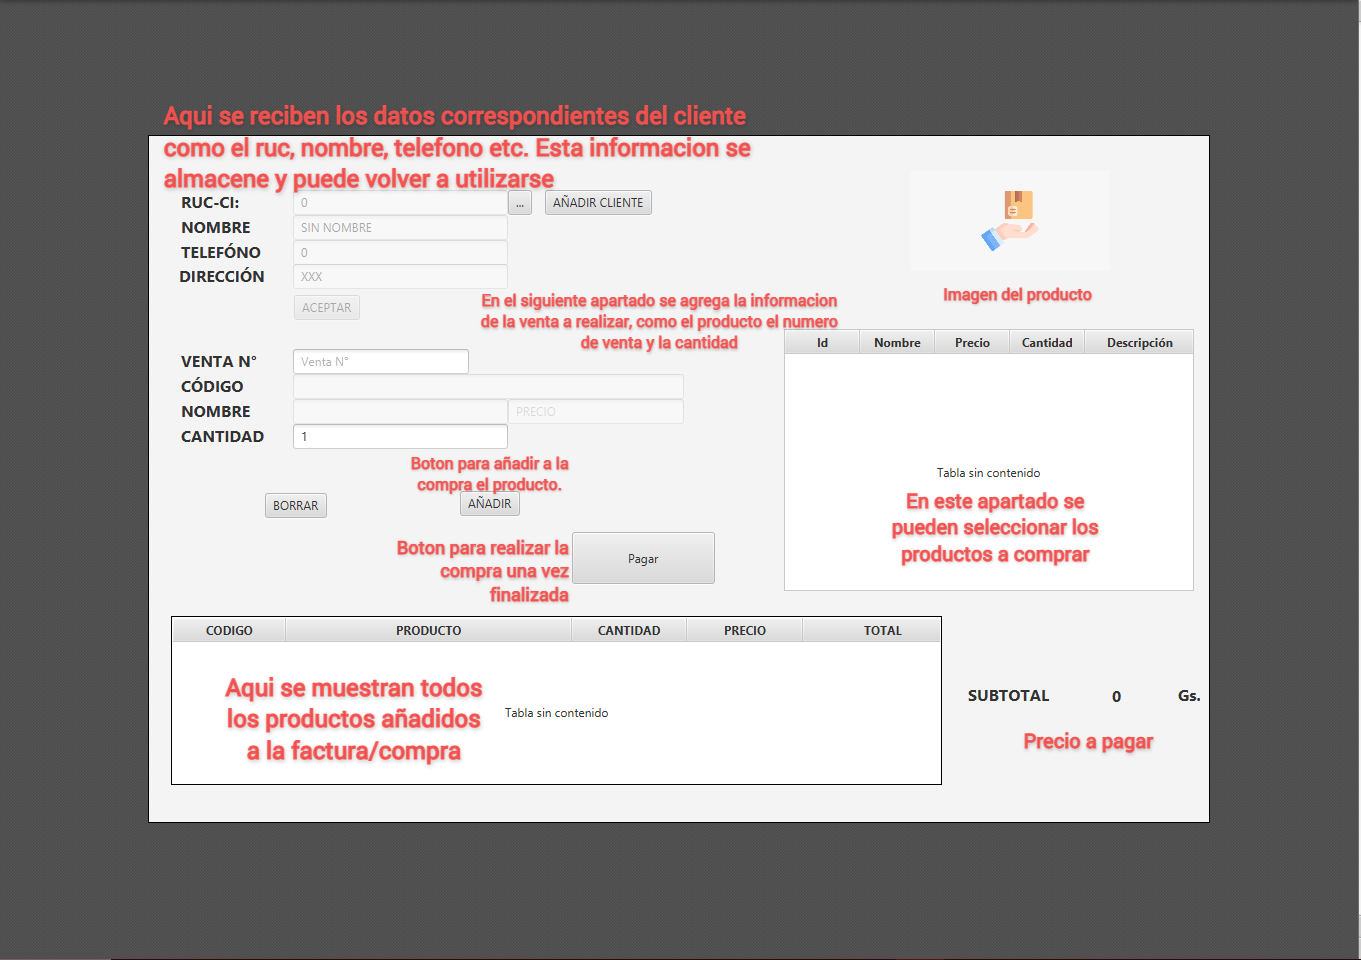 Aqui se reciben los datos correspondientes del cliente
como el ruc, nombre, telefono etc. Esta informacion se
almacene y puede volver a utilizarse
RUC-CI: 0 ... AÑADIR CLIENTE
NOMBRE SIN NOMBRE
TELEFÓNO 0
DIRECCIÓN XXX
ACEPTAR
Imagen del producto
En el siguiente apartado se agrega la informacion
de la venta a realizar, como el producto el numero
de venta y la cantidad
Id Nombre Precio Cantidad Descripción
Tabla sin contenido
En este apartado se
pueden seleccionar los
productos a comprar
VENTA N° Venta N°
CÓDIGO
NOMBRE PRECIO
CANTIDAD 1
Boton para añadir a la
compra el producto.
BORRAR AÑADIR
Boton para realizar la
compra una vez
finalizada
Pagar
CODIGO PRODUCTO CANTIDAD PRECIO TOTAL
Aqui se muestran todos
los productos añadidos
a la factura/compra
Tabla sin contenido
SUBTOTAL 0 Gs.
Precio a pagar